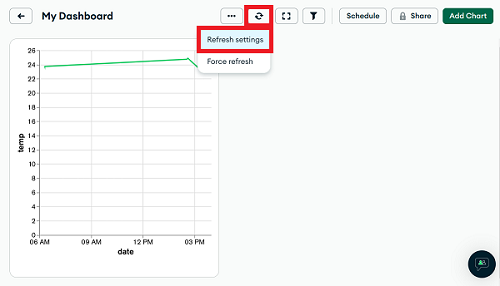 My Dashboard
Schedule
Share
Add Chart
Refresh settings
Force refresh
26
24
22
20
18
16
14
12
10
8
6
4
2
0
temp
06 AM 09 AM 12 PM 03 PM
date